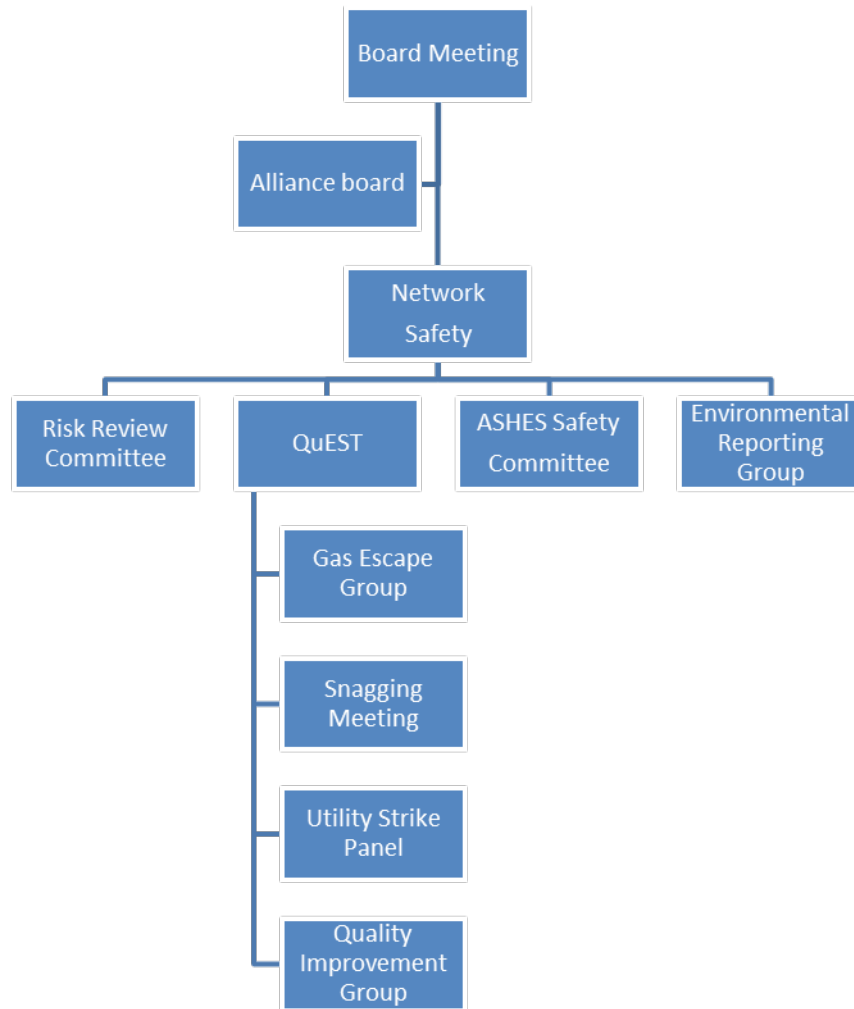 Board Meeting
Alliance board
Network
Safety
Risk Review
Committee
QuEST
ASHES Safety
Committee
Environmental
Reporting
Group
Gas Escape
Group
Snagging
Meeting
Utility Strike
Panel
Quality
Improvement
Group